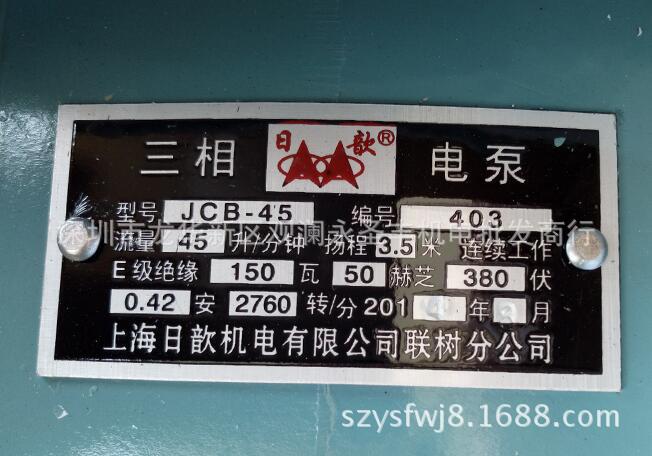 三相 日歆® 电泵
型号 JCB-45 编号 403
深圳市龙华新区观澜永圣丰机电批发商行
流量 45 升/分钟 扬程 3.5 米 连续工作
E级绝缘 150 瓦 50 赫芝 380 伏
0.42 安 2760 转/分 201 年 月
上海日歆机电有限公司联树分公司
szysfwj8.1688.com